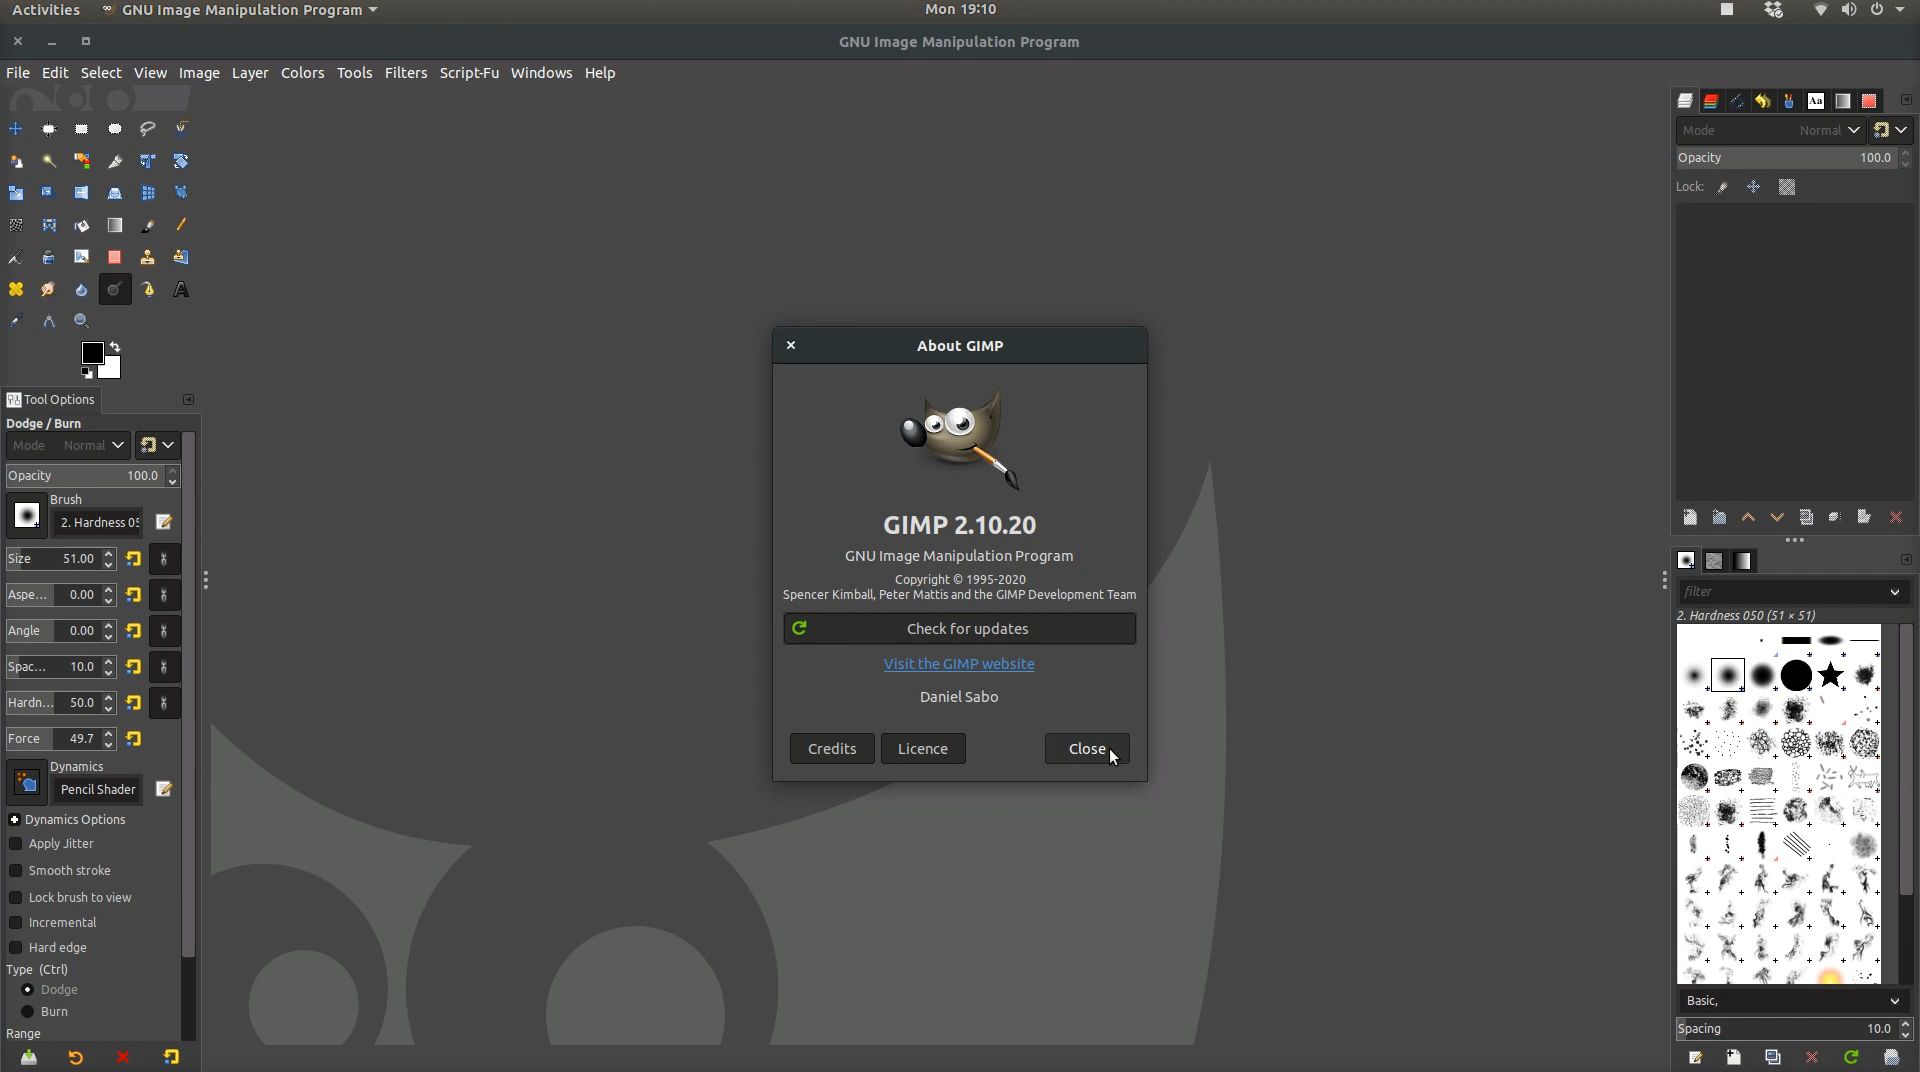 Activities GNU Image Manipulation Program Mon 19:10
GNU Image Manipulation Program
File Edit Select View Image Layer Colors Tools Filters Script-Fu Windows Help
Tool Options
Dodge / Burn
Mode Normal
Opacity 100.0
Brush
2. Hardness 05
Size 51.00
Aspe... 0.00
Angle 0.00
Spac... 10.0
Hardn... 50.0
Force 49.7
Dynamics
Pencil Shader
Dynamics Options
Apply Jitter
Smooth stroke
Lock brush to view
Incremental
Hard edge
Type (Ctrl)
Dodge
Burn
Range
About GIMP
GIMP 2.10.20
GNU Image Manipulation Program
Copyright © 1995-2020
Spencer Kimball, Peter Mattis and the GIMP Development Team
Check for updates
Visit the GIMP website
Daniel Sabo
Credits Licence Close
Aa
Mode Normal
Opacity 100.0
Lock:
filter
2. Hardness 050 (51 × 51)
Basic,
Spacing 10.0